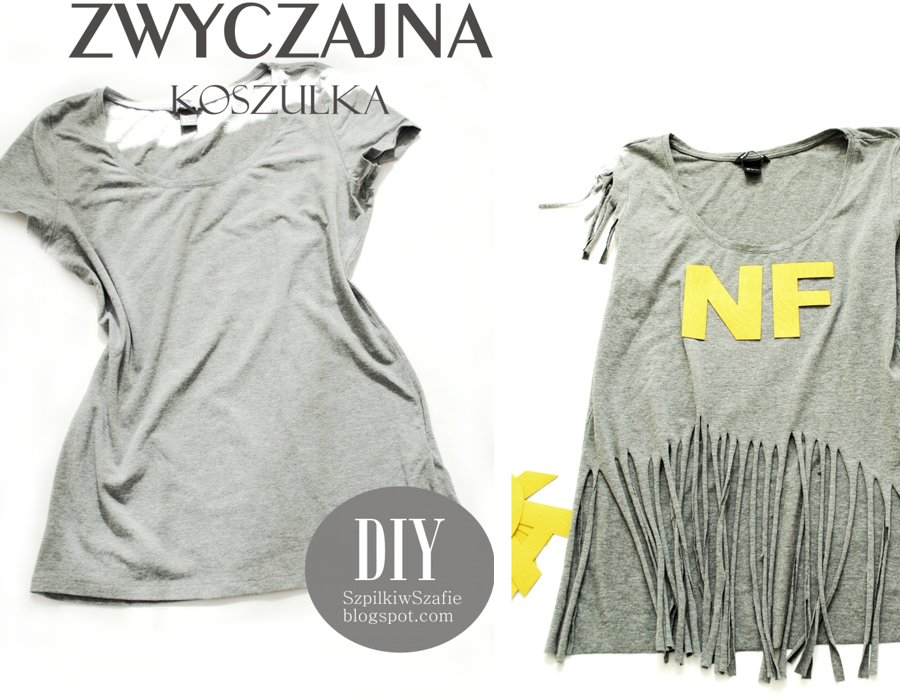 ZWYCZAJNA
KOSZULKA
NF
DIY
SzpilkiwSzafie
blogspot.com